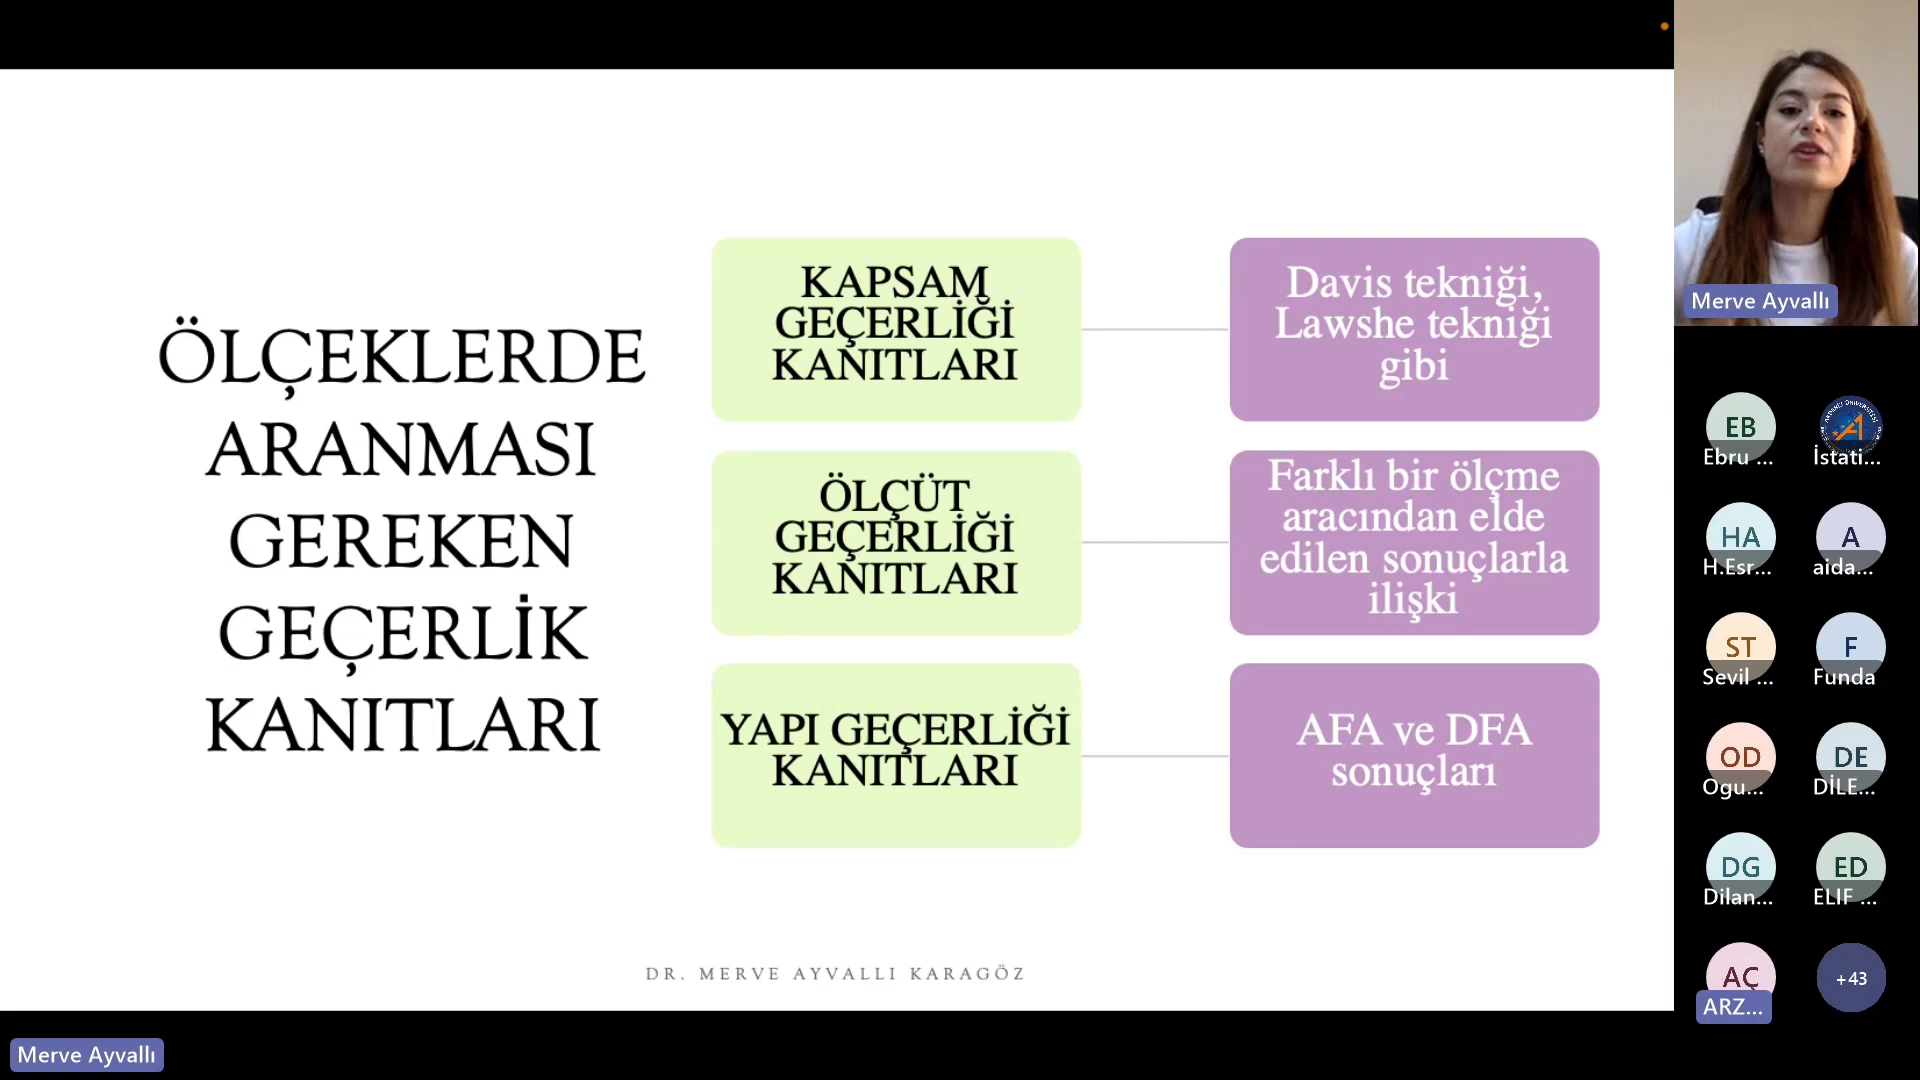 ÖLÇEKLERDE
ARANMASI
GEREKEN
GEÇERLİK
KANITLARI
KAPSAM
GEÇERLİĞİ
KANITLARI
Davis tekniği,
Lawshe tekniği
gibi
ÖLÇÜT
GEÇERLİĞİ
KANITLARI
Farklı bir ölçme
aracından elde
edilen sonuçlarla
ilişki
YAPI GEÇERLİĞİ
KANITLARI
AFA ve DFA
sonuçları
DR. MERVE AYVALLI KARAGÖZ
Merve Ayvallı
Merve Ayvallı
EB
Ebru ...
İstati...
HA
H.Esr...
A
aida...
ST
Sevil ...
F
Funda
OD
Ogu...
DE
DİLE...
DG
Dilan...
ED
ELIF ...
AÇ
ARZ...
+43